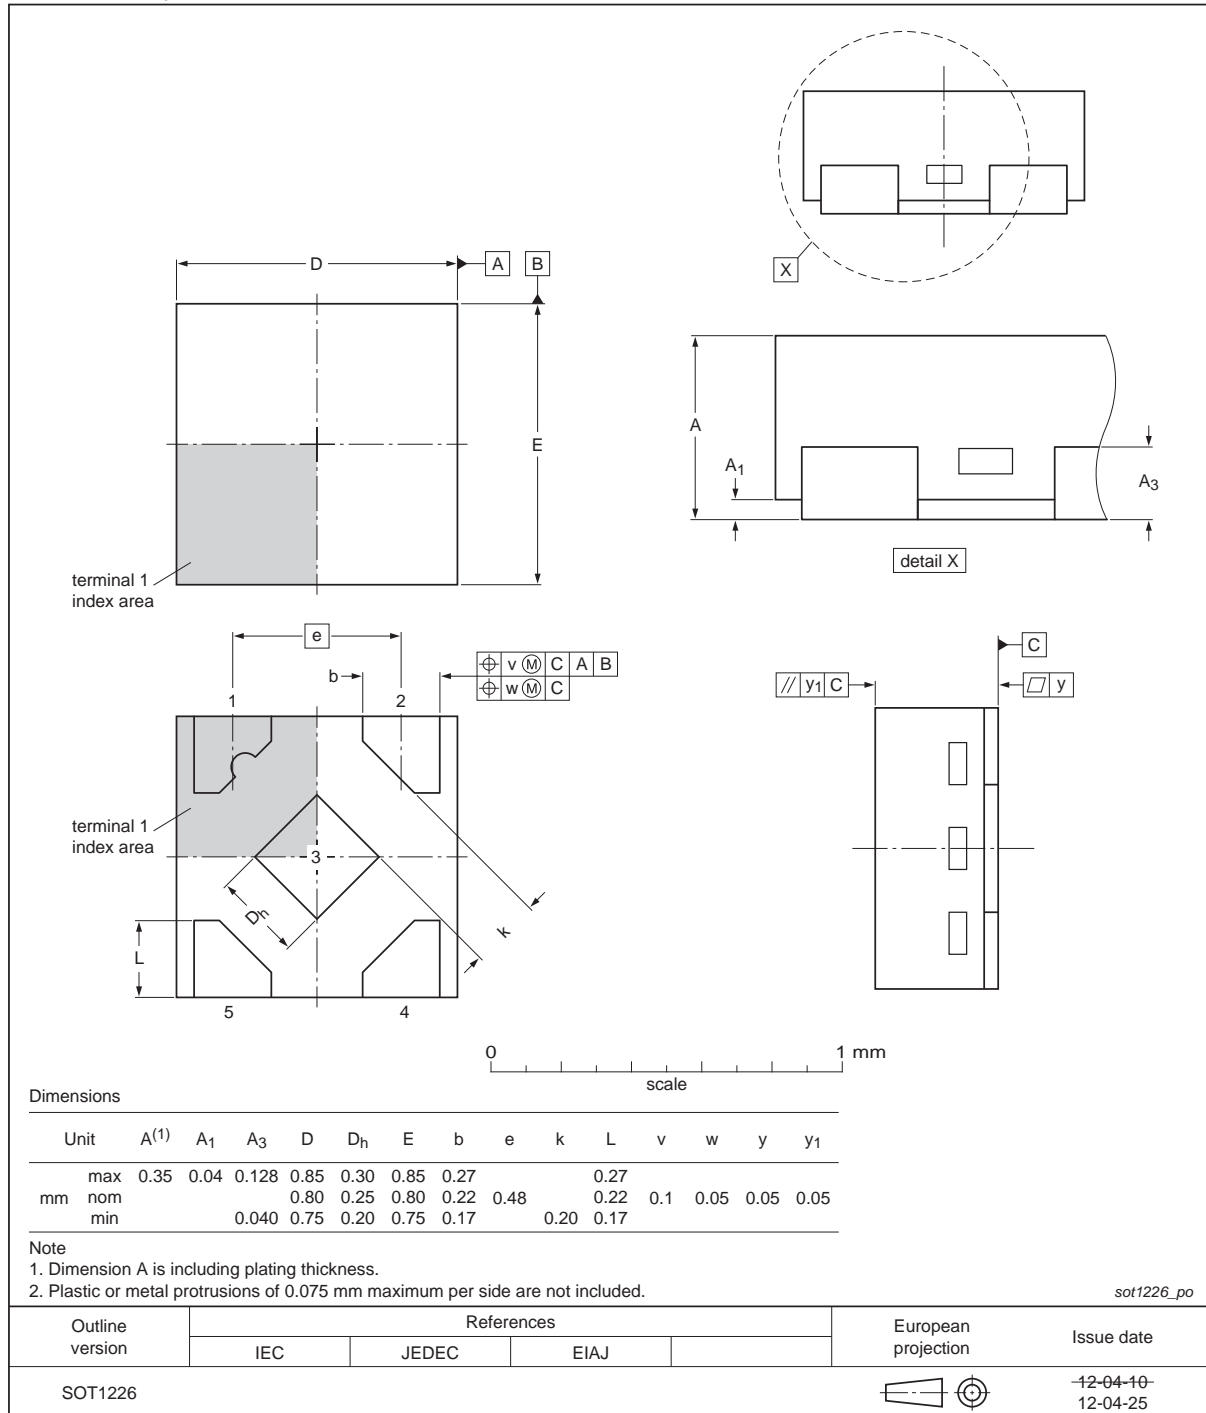 X
D
A
B
E
A
A1
A3
terminal 1
index area
detail X
e
C
b
v M C A B
w M C
// y1 C
y
1
2
terminal 1
index area
3
Dh
k
L
5
4
0
1 mm
scale
Dimensions
Unit A(1) A1 A3 D Dh E b e k L v w y y1
max 0.35 0.04 0.128 0.85 0.30 0.85 0.27 0.27
mm nom 0.80 0.25 0.80 0.22 0.48 0.22 0.1 0.05 0.05 0.05
min 0.040 0.75 0.20 0.75 0.17 0.20 0.17
Note
1. Dimension A is including plating thickness.
2. Plastic or metal protrusions of 0.075 mm maximum per side are not included.
sot1226_po
Outline
version
References
European
projection
Issue date
IEC JEDEC EIAJ
SOT1226
12-04-10
12-04-25